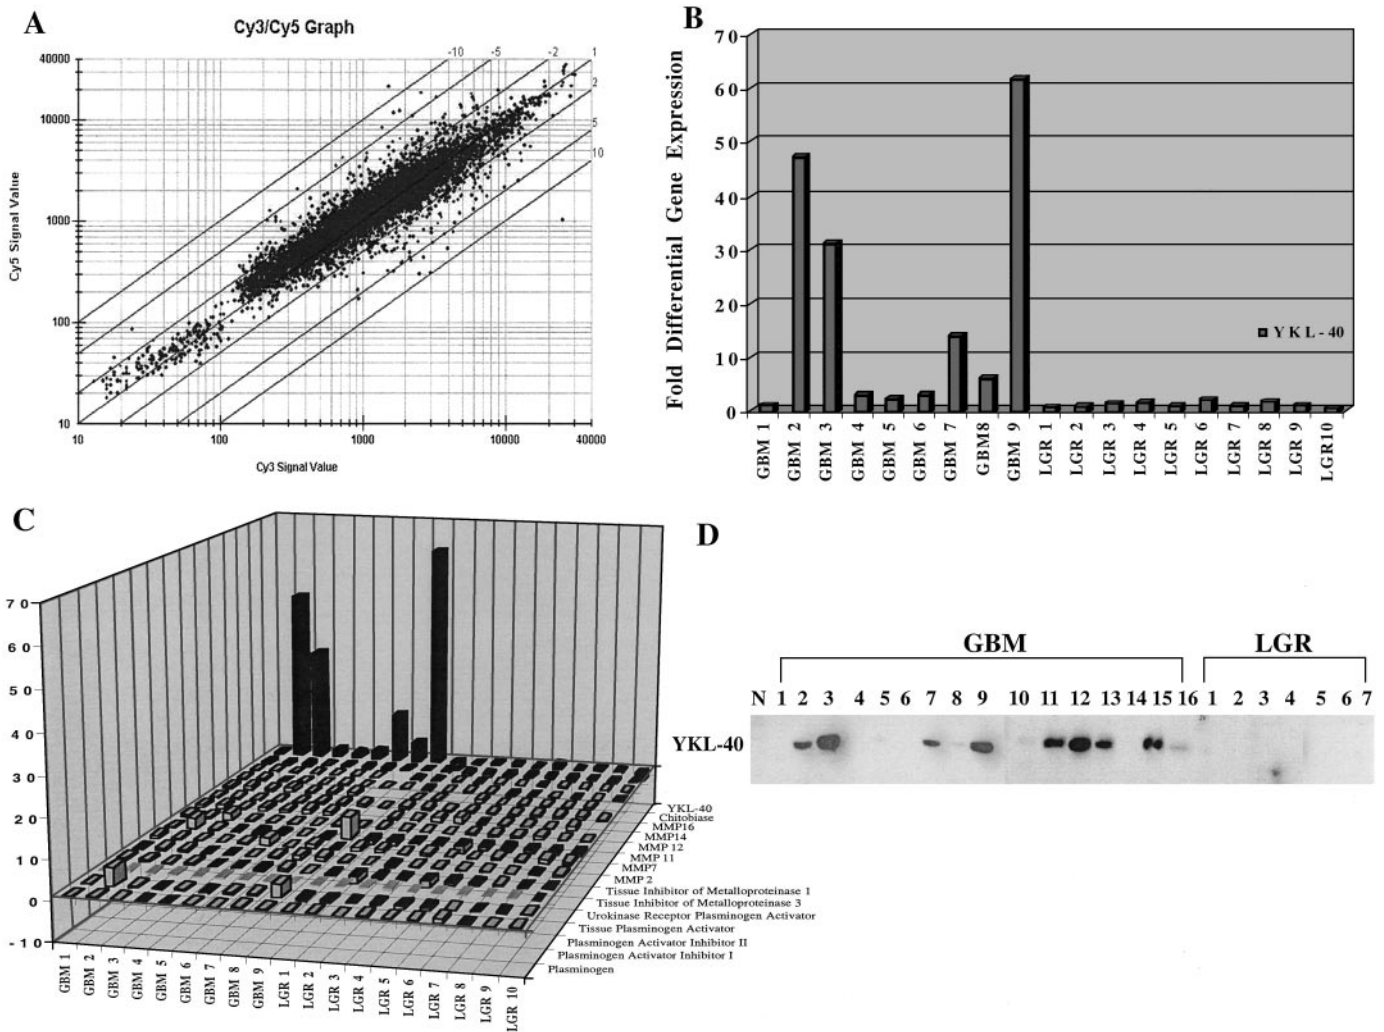 A
Cy3/Cy5 Graph
-10 -5 -2 1
2
5
10
40000
10000
1000
100
10
Cy5 Signal Value
10 100 1000 10000 40000
Cy3 Signal Value
B
70
60
50
40
30
20
10
0
Fold Differential Gene Expression
YKL-40
GBM 1
GBM 2
GBM 3
GBM 4
GBM 5
GBM 6
GBM 7
GBM8
GBM 9
LGR 1
LGR 2
LGR 3
LGR 4
LGR 5
LGR 6
LGR 7
LGR 8
LGR 9
LGR10
C
70
60
50
40
30
20
10
0
-10
YKL-40
Chitobiase
MMP16
MMP14
MMP 12
MMP 11
MMP7
MMP 2
Tissue Inhibitor of Metalloproteinase 1
Tissue Inhibitor of Metalloproteinase 3
Urokinase Receptor Plasminogen Activator
Tissue Plasminogen Activator
Plasminogen Activator Inhibitor II
Plasminogen Activator Inhibitor I
Plasminogen
GBM 1
GBM 2
GBM 3
GBM 4
GBM 5
GBM 6
GBM 7
GBM 8
GBM 9
LGR 1
LGR 2
LGR 3
LGR 4
LGR 5
LGR 6
LGR 7
LGR 8
LGR 9
LGR 10
D
GBM LGR
N 1 2 3 4 5 6 7 8 9 10 11 12 13 14 15 16 1 2 3 4 5 6 7
YKL-40